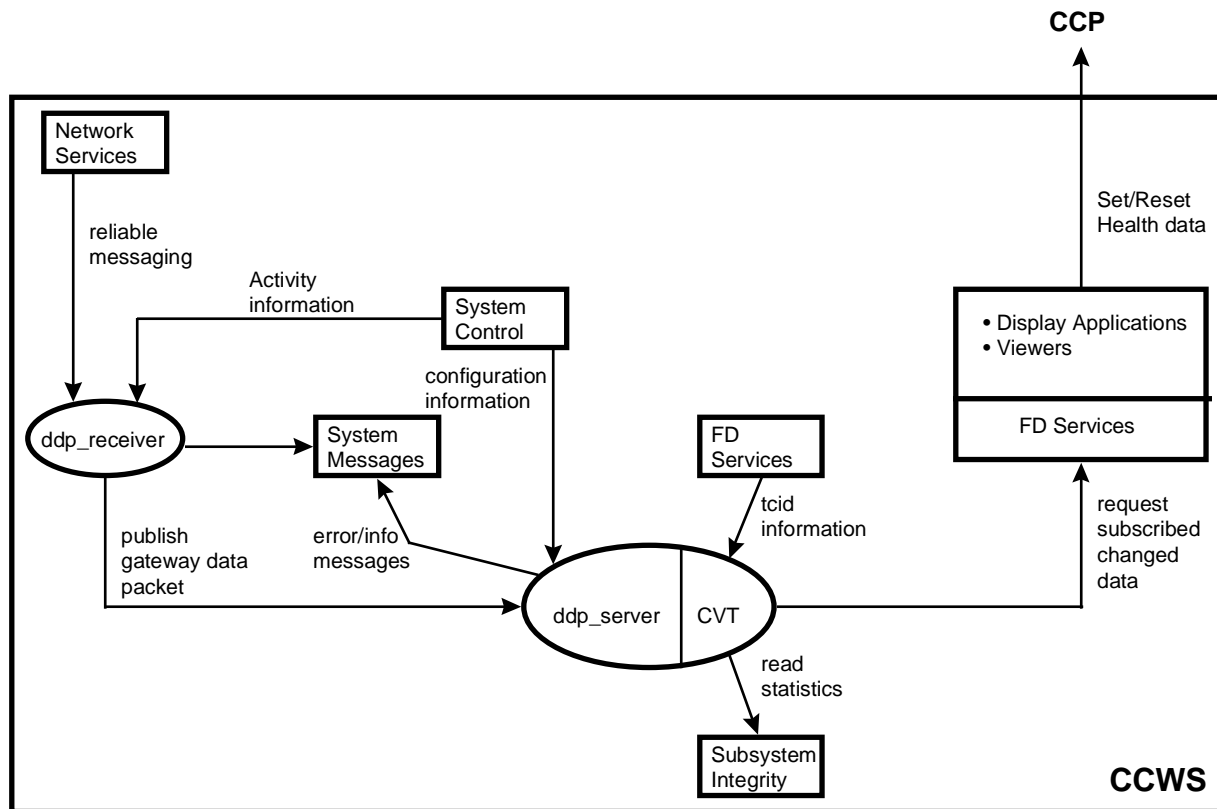 CCP
Network
Services
Set/Reset
Health data
reliable
messaging
Activity
information
System
Control
• Display Applications
• Viewers
configuration
information
FD Services
ddp_receiver
System
Messages
FD
Services
tcid
information
request
subscribed
changed
data
publish
gateway data
packet
error/info
messages
ddp_server
CVT
read
statistics
Subsystem
Integrity
CCWS